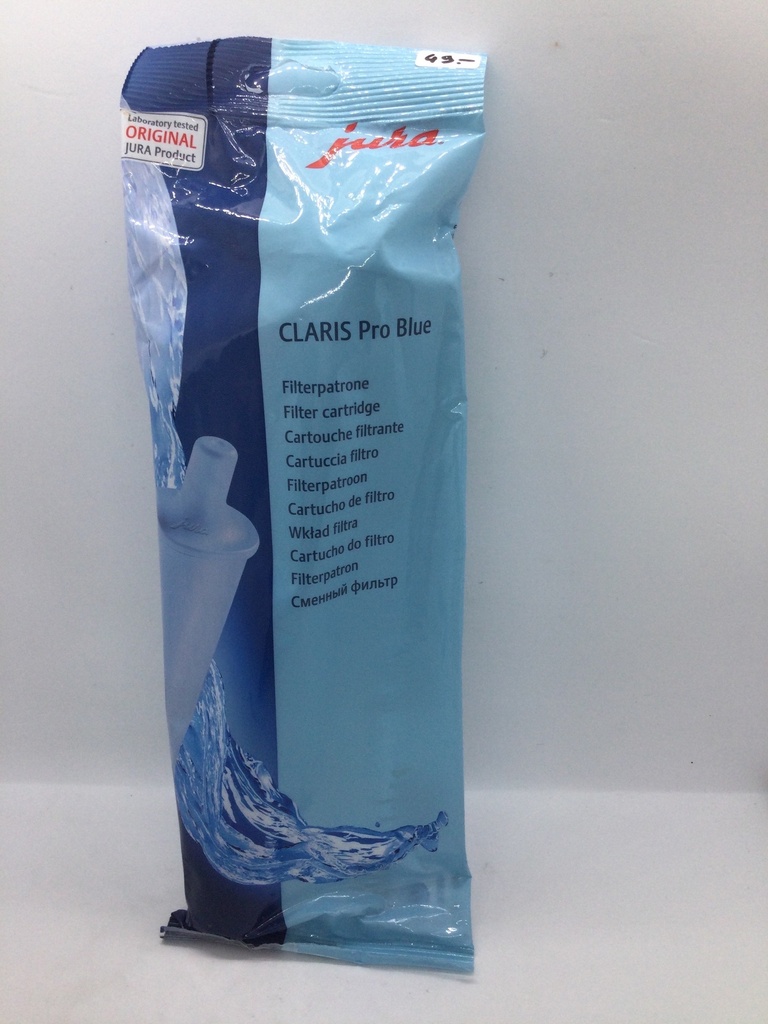 49.-
Laboratory tested
ORIGINAL
JURA Product
jura
CLARIS Pro Blue
Filterpatrone
Filter cartridge
Cartouche filtrante
Cartuccia filtro
Filterpatroon
Cartucho de filtro
Wkład filtra
Cartucho do filtro
Filterpatron
Сменный фильтр
jura